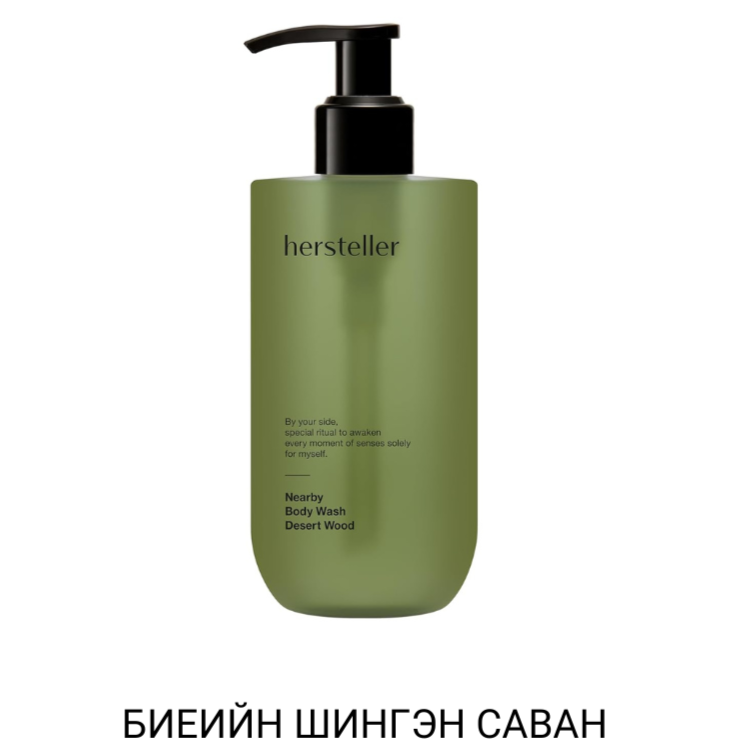 hersteller
By your side,
special ritual to awaken
every moment of senses solely
for myself.
Nearby
Body Wash
Desert Wood
БИЕИЙН ШИНГЭН САВАН